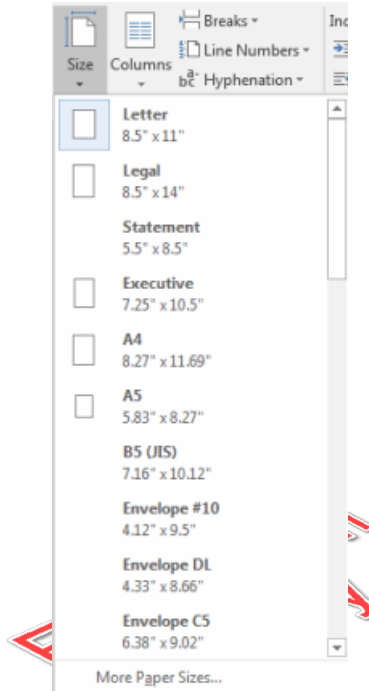 Size
Columns
Breaks
Line Numbers
Hyphenation
Letter
8.5" x 11"
Legal
8.5" x 14"
Statement
5.5" x 8.5"
Executive
7.25" x 10.5"
A4
8.27" x 11.69"
A5
5.83" x 8.27"
B5 (JIS)
7.16" x 10.12"
Envelope #10
4.12" x 9.5"
Envelope DL
4.33" x 8.66"
Envelope C5
6.38" x 9.02"
More Paper Sizes...